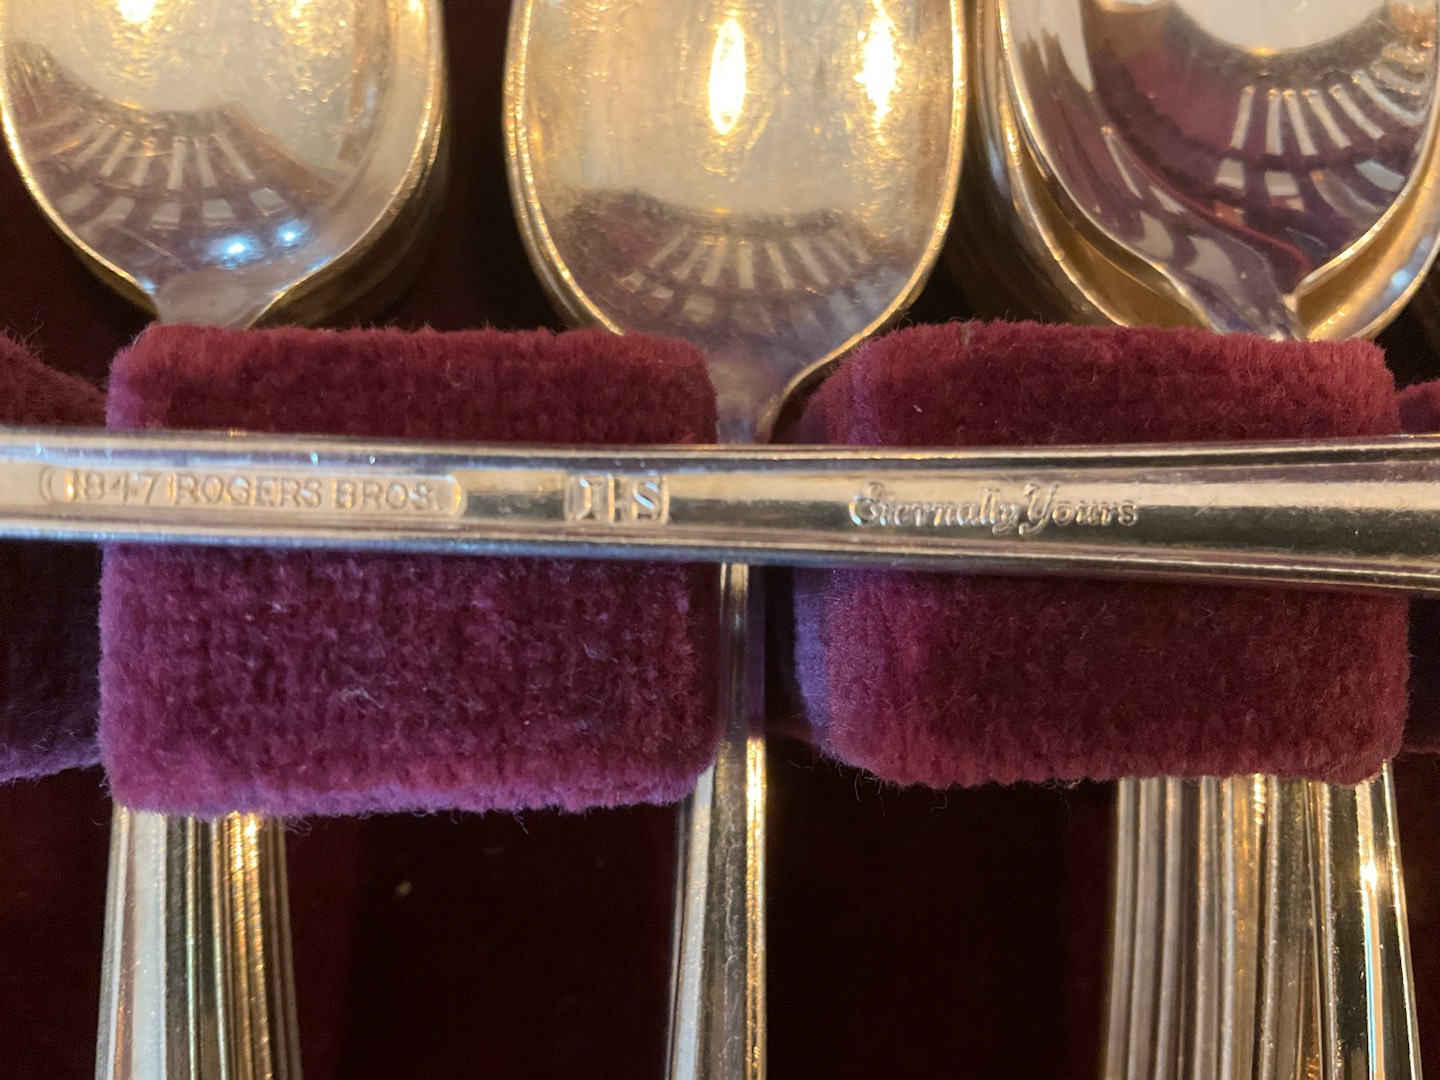 1847 ROGERS BROS. IS Eternally Yours